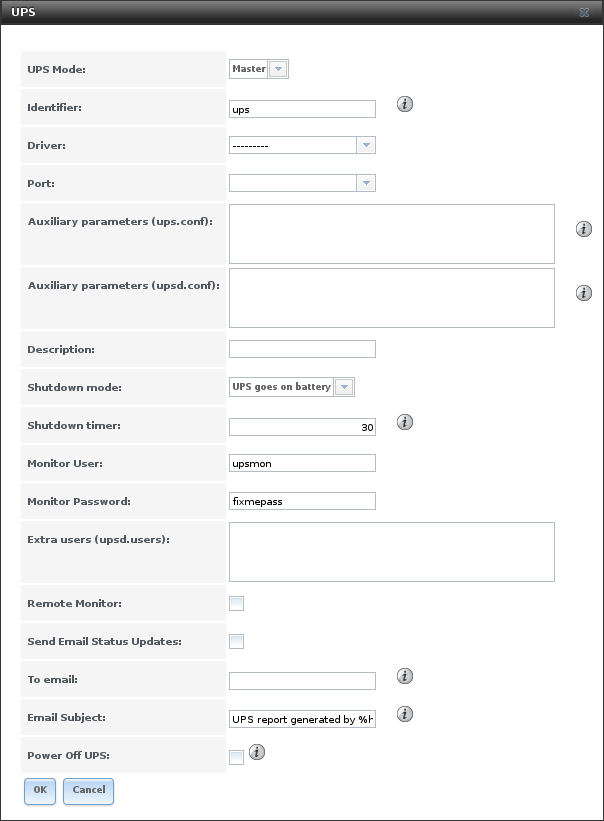 UPS
UPS Mode: Master
Identifier: ups
Driver: ---------
Port:
Auxiliary parameters (ups.conf):
Auxiliary parameters (upsd.conf):
Description:
Shutdown mode: UPS goes on battery
Shutdown timer: 30
Monitor User: upsmon
Monitor Password: fixmepass
Extra users (upsd.users):
Remote Monitor:
Send Email Status Updates:
To email:
Email Subject: UPS report generated by %h
Power Off UPS:
OK Cancel